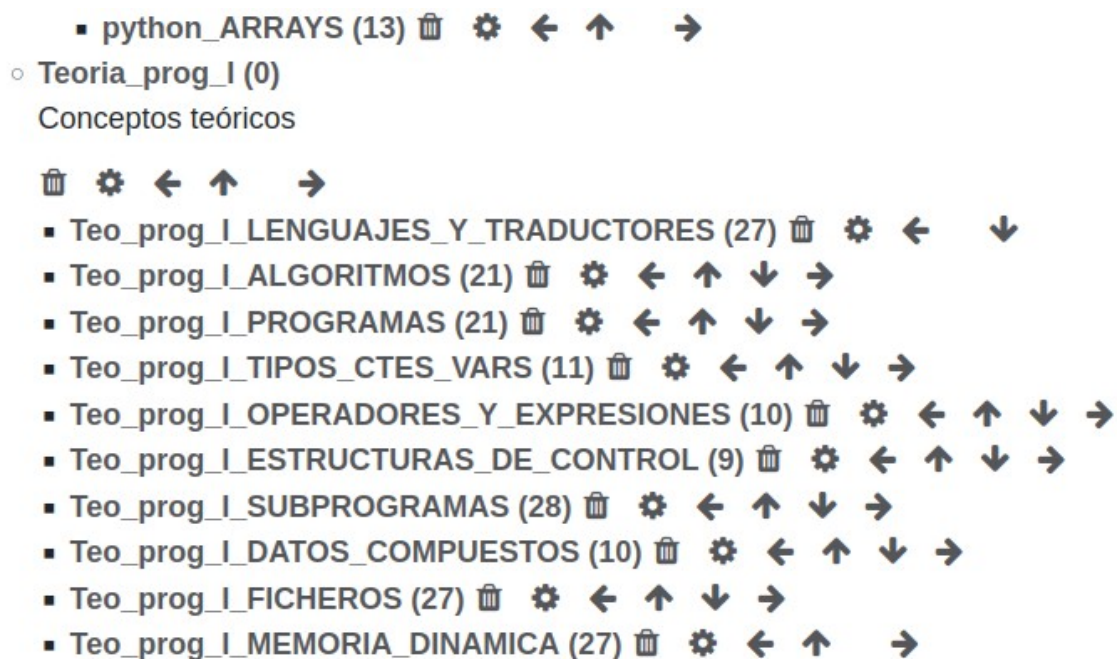 python_ARRAYS (13)
Teoria_prog_I (0)
Conceptos teóricos
Teo_prog_I_LENGUAJES_Y_TRADUCTORES (27)
Teo_prog_I_ALGORITMOS (21)
Teo_prog_I_PROGRAMAS (21)
Teo_prog_I_TIPOS_CTES_VARS (11)
Teo_prog_I_OPERADORES_Y_EXPRESIONES (10)
Teo_prog_I_ESTRUCTURAS_DE_CONTROL (9)
Teo_prog_I_SUBPROGRAMAS (28)
Teo_prog_I_DATOS_COMPUESTOS (10)
Teo_prog_I_FICHEROS (27)
Teo_prog_I_MEMORIA_DINAMICA (27)